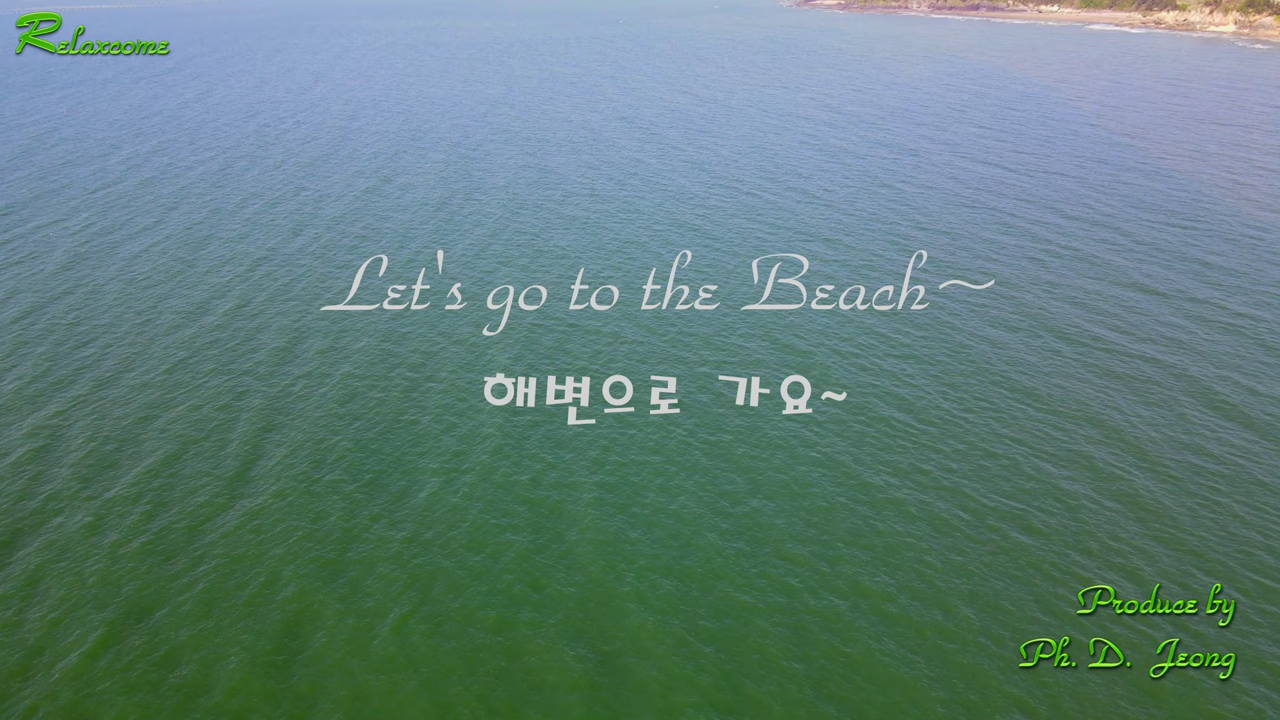 Relaxcome
Let's go to the Beach~
해변으로 가요~
Produce by
Ph. D. Jeong